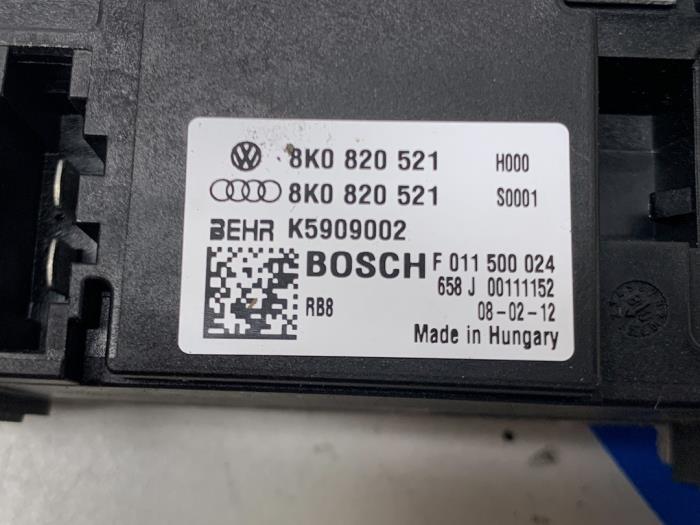 8K0 820 521 H000
8K0 820 521 S0001
BEHR K5909002
BOSCH F 011 500 024
658 J 00111152
RB8 08-02-12
Made in Hungary